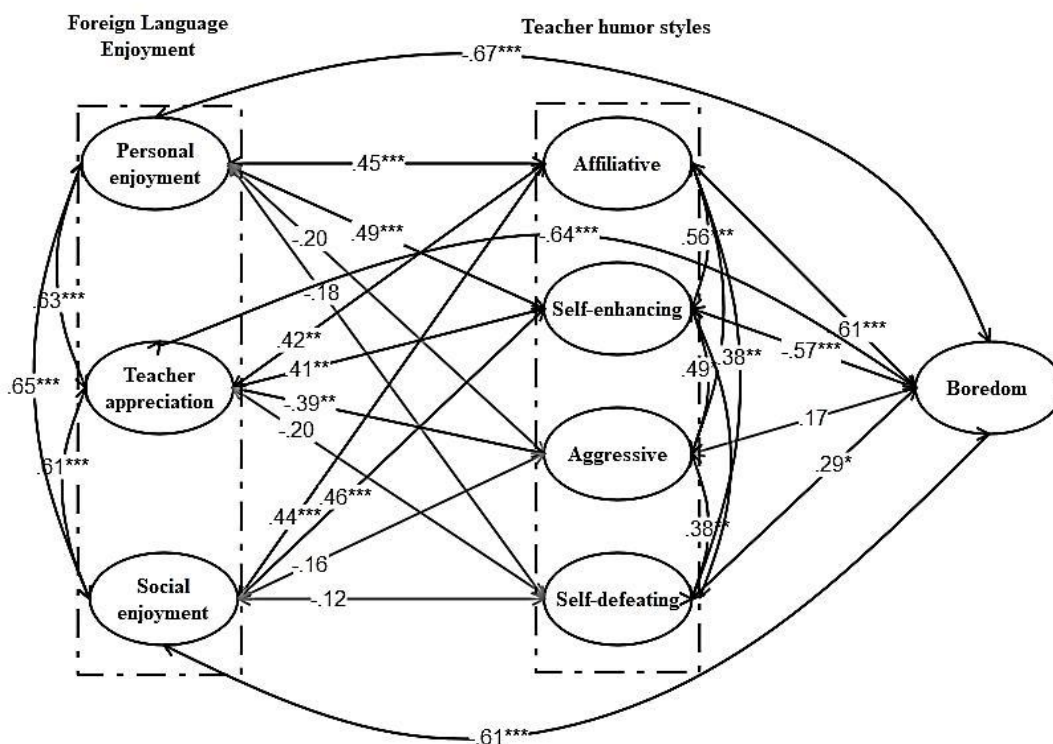 Foreign Language
Enjoyment
Teacher humor styles
-.67***
Personal
enjoyment
.45***
Affiliative
.49***
-.20
-.64***
.56***
-.18
Self-enhancing
.63***
.42**
.61***
-.57***
.38**
.49*
.41**
Teacher
appreciation
.65***
Boredom
-.39**
-.20
.17
Aggressive
.61***
.29*
.46***
.44***
.38**
-.16
Social
enjoyment
-.12
Self-defeating
-.61***